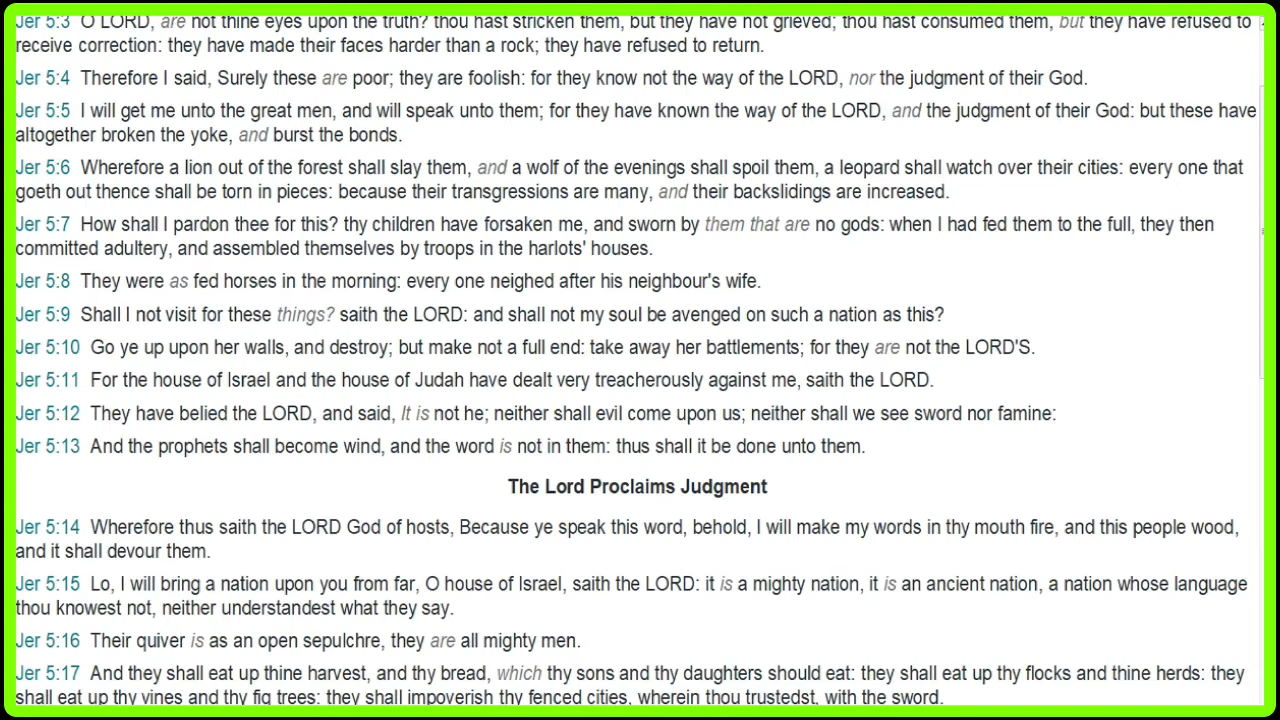 Jer 5:3 O LORD, are not thine eyes upon the truth? thou hast stricken them, but they have not grieved; thou hast consumed them, but they have refused to
receive correction: they have made their faces harder than a rock; they have refused to return.
Jer 5:4 Therefore I said, Surely these are poor; they are foolish: for they know not the way of the LORD, nor the judgment of their God.
Jer 5:5 I will get me unto the great men, and will speak unto them; for they have known the way of the LORD, and the judgment of their God: but these have
altogether broken the yoke, and burst the bonds.
Jer 5:6 Wherefore a lion out of the forest shall slay them, and a wolf of the evenings shall spoil them, a leopard shall watch over their cities: every one that
goeth out thence shall be torn in pieces: because their transgressions are many, and their backslidings are increased.
Jer 5:7 How shall I pardon thee for this? thy children have forsaken me, and sworn by them that are no gods: when I had fed them to the full, they then
committed adultery, and assembled themselves by troops in the harlots' houses.
Jer 5:8 They were as fed horses in the morning: every one neighed after his neighbour's wife.
Jer 5:9 Shall I not visit for these things? saith the LORD: and shall not my soul be avenged on such a nation as this?
Jer 5:10 Go ye up upon her walls, and destroy; but make not a full end: take away her battlements; for they are not the LORD'S.
Jer 5:11 For the house of Israel and the house of Judah have dealt very treacherously against me, saith the LORD.
Jer 5:12 They have belied the LORD, and said, It is not he; neither shall evil come upon us; neither shall we see sword nor famine:
Jer 5:13 And the prophets shall become wind, and the word is not in them: thus shall it be done unto them.
The Lord Proclaims Judgment
Jer 5:14 Wherefore thus saith the LORD God of hosts, Because ye speak this word, behold, I will make my words in thy mouth fire, and this people wood,
and it shall devour them.
Jer 5:15 Lo, I will bring a nation upon you from far, O house of Israel, saith the LORD: it is a mighty nation, it is an ancient nation, a nation whose language
thou knowest not, neither understandest what they say.
Jer 5:16 Their quiver is as an open sepulchre, they are all mighty men.
Jer 5:17 And they shall eat up thine harvest, and thy bread, which thy sons and thy daughters should eat: they shall eat up thy flocks and thine herds: they
shall eat up thy vines and thy fig trees: they shall impoverish thy fenced cities, wherein thou trustedst, with the sword.